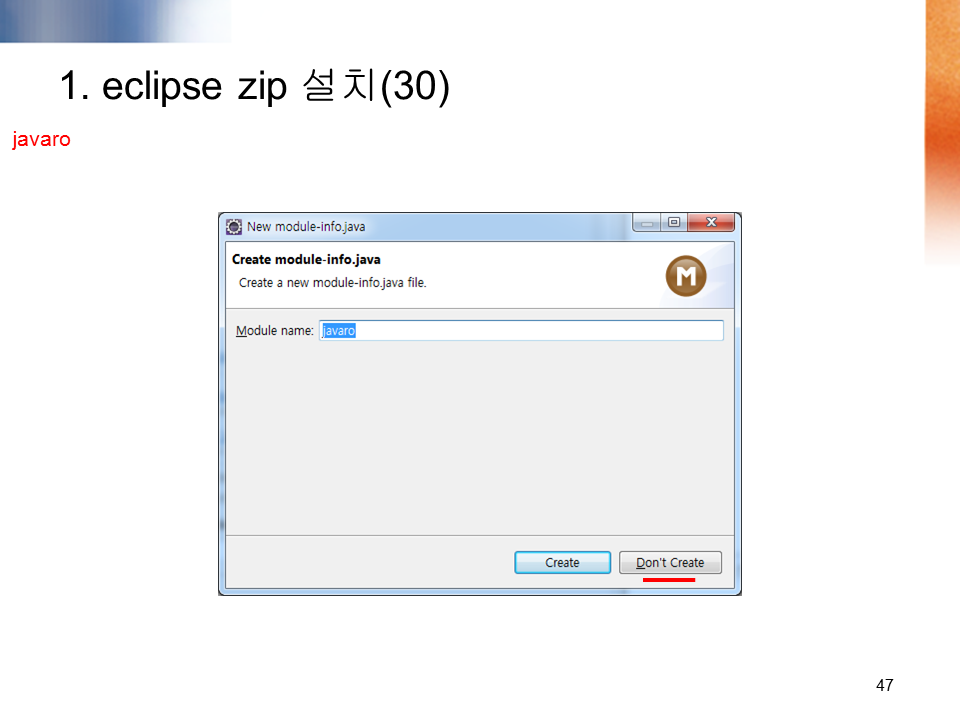 1. eclipse zip 설치(30)
javaro
New module-info.java
Create module-info.java
Create a new module-info.java file.
M
Module name: javaro
Create Don't Create
47